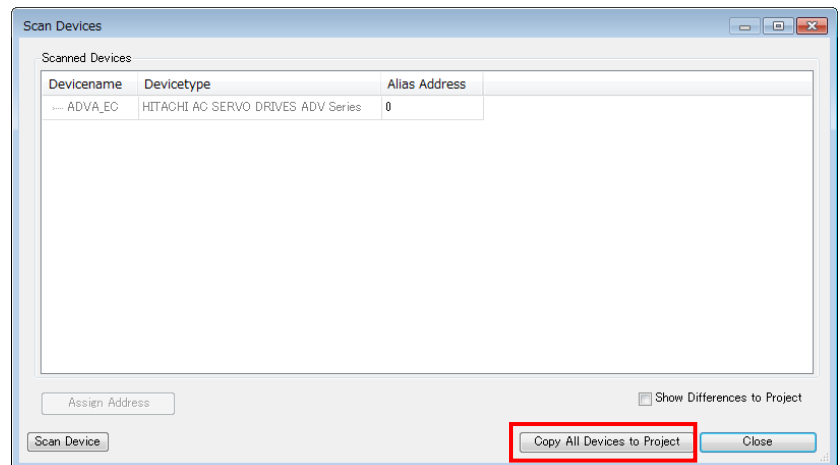 Scan Devices
Scanned Devices
Devicename Devicetype Alias Address
ADVA_EC HITACHI AC SERVO DRIVES ADV Series 0
Assign Address
Show Differences to Project
Scan Device
Copy All Devices to Project
Close